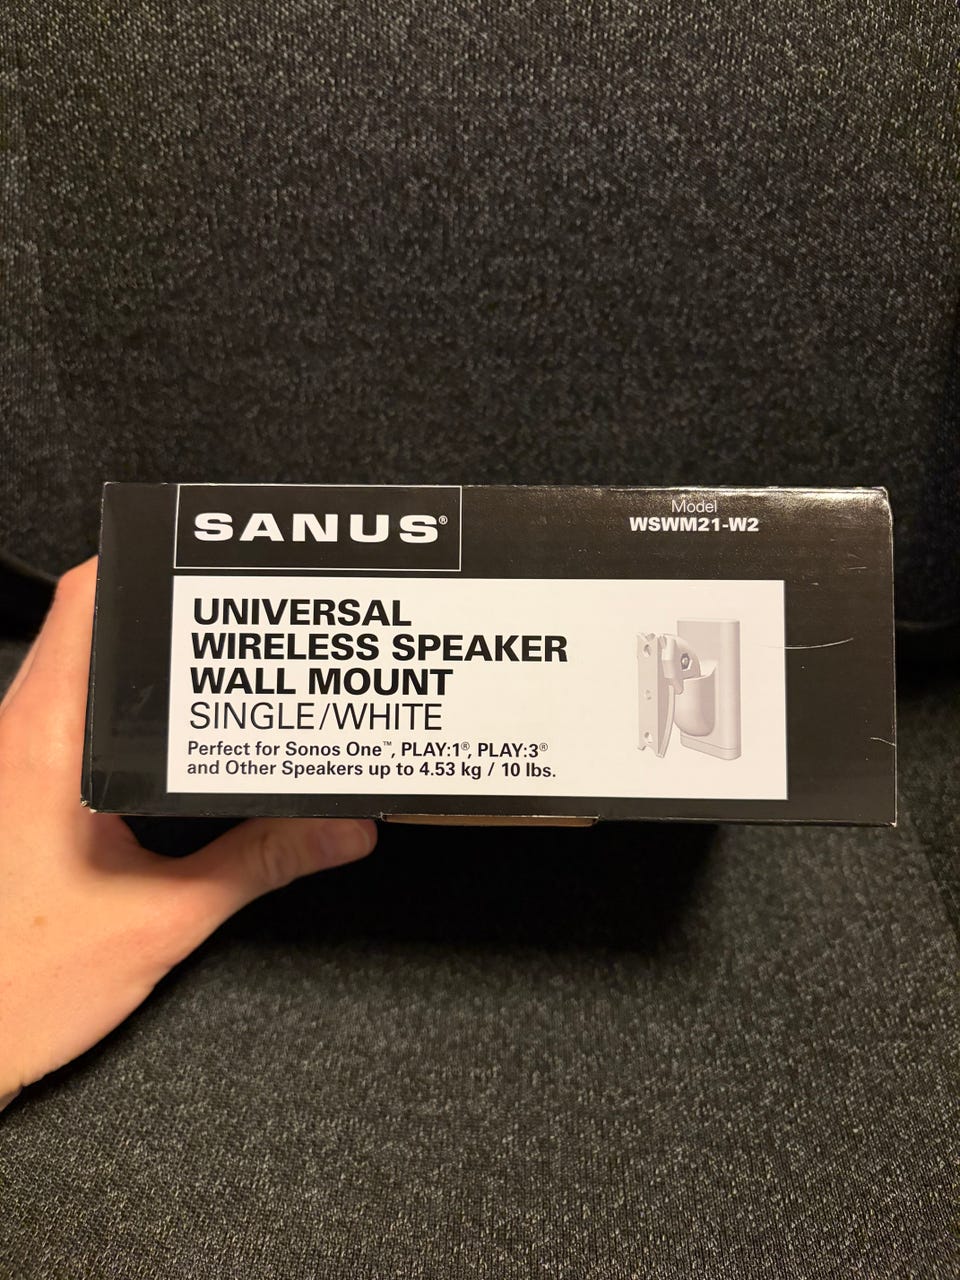 SANUS®
Model
WSWM21-W2
UNIVERSAL
WIRELESS SPEAKER
WALL MOUNT
SINGLE/WHITE
Perfect for Sonos One™, PLAY:1®, PLAY:3®
and Other Speakers up to 4.53 kg / 10 lbs.